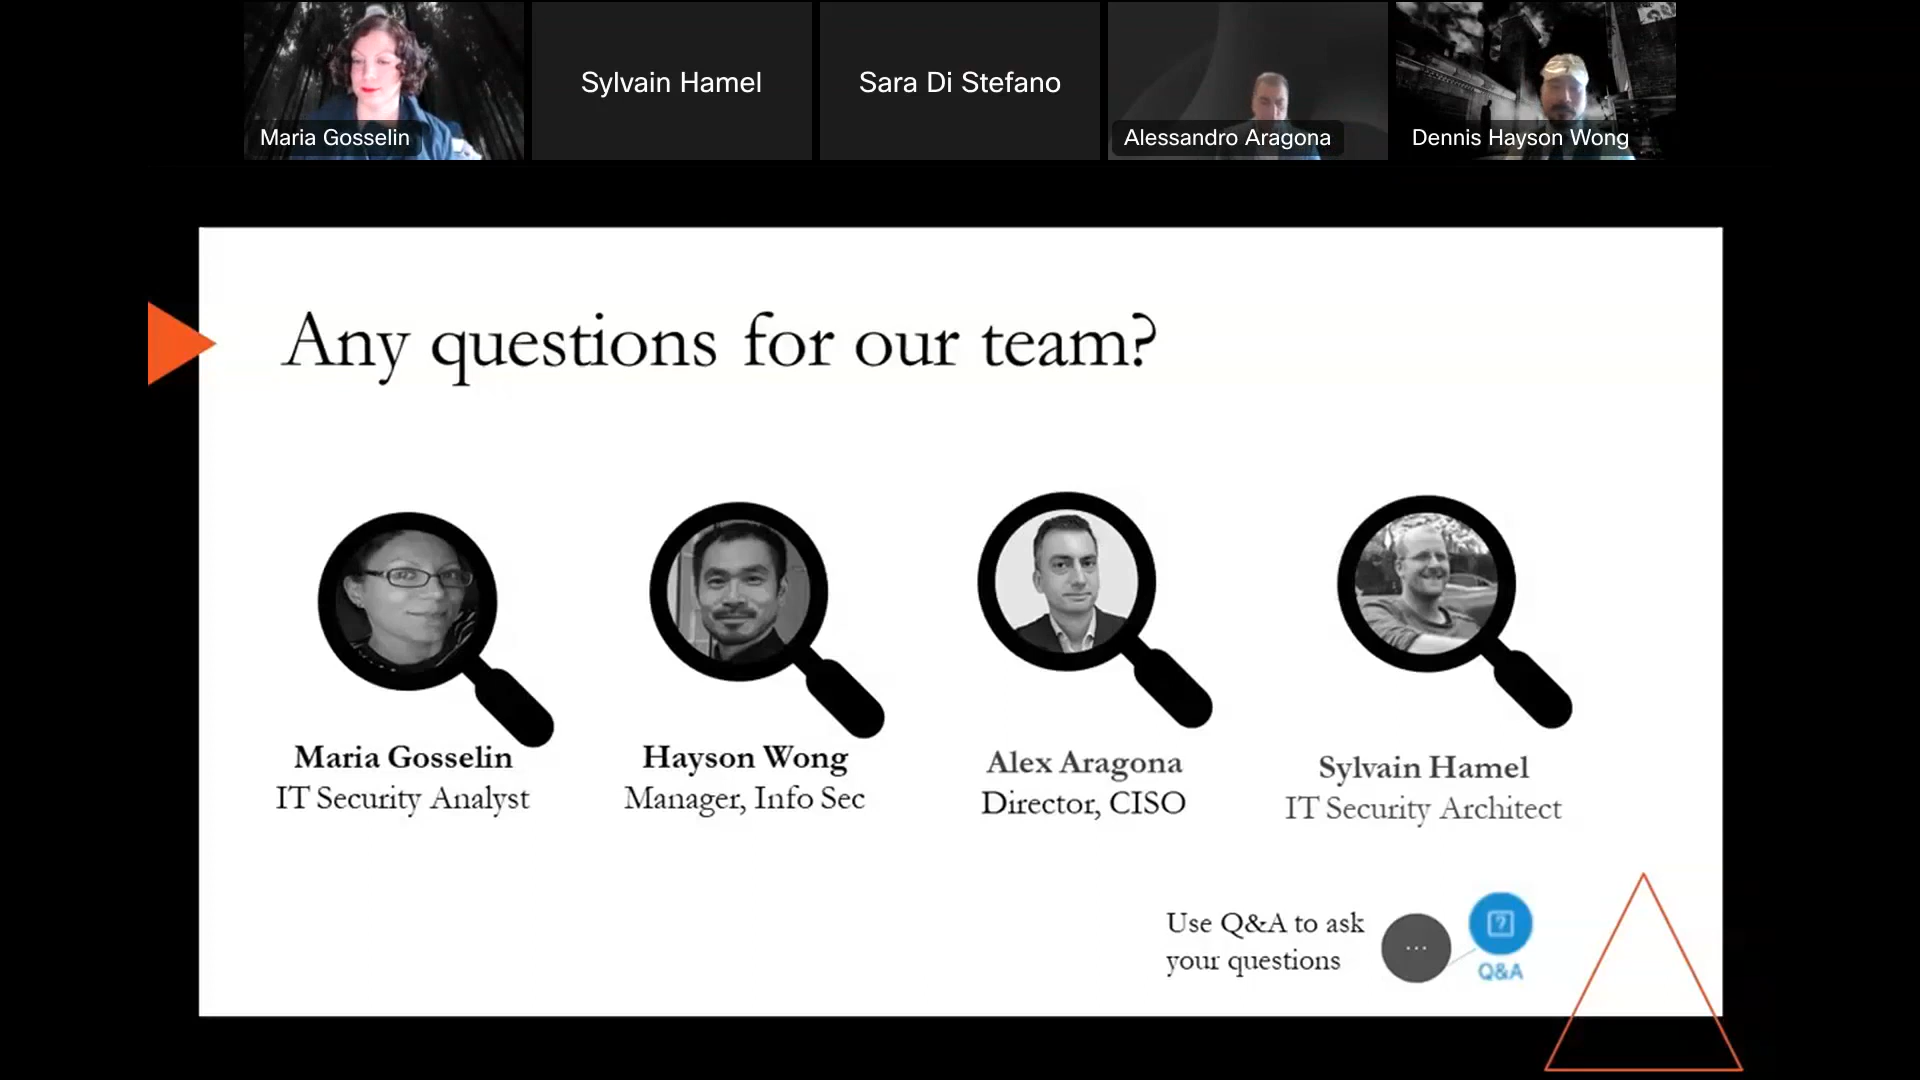 Maria Gosselin
Sylvain Hamel
Sara Di Stefano
Alessandro Aragona
Dennis Hayson Wong
Any questions for our team?
Maria Gosselin
IT Security Analyst
Hayson Wong
Manager, Info Sec
Alex Aragona
Director, CISO
Sylvain Hamel
IT Security Architect
Use Q&A to ask
your questions
...
?
Q&A